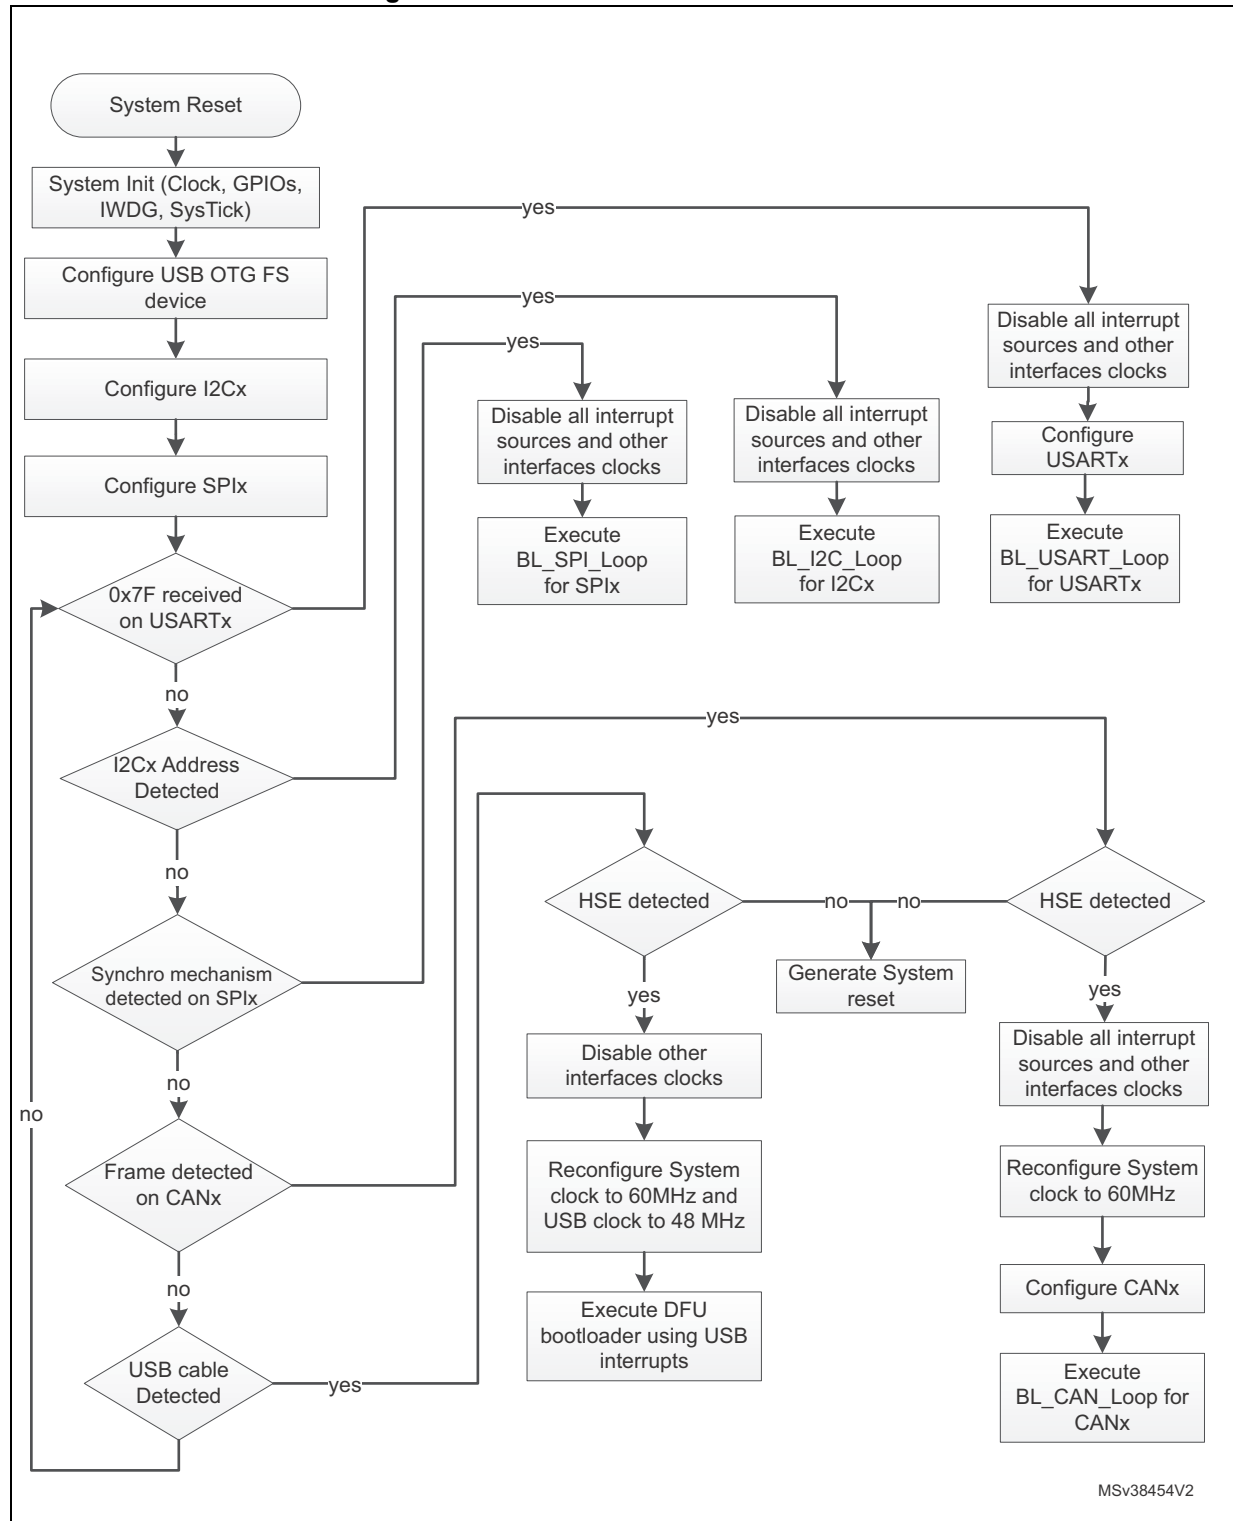 System Reset
System Init (Clock, GPIOs,
IWDG, SysTick)
Configure USB OTG FS
device
Configure I2Cx
Configure SPIx
0x7F received
on USARTx
no
I2Cx Address
Detected
no
Synchro mechanism
detected on SPIx
no
no
Frame detected
on CANx
no
USB cable
Detected
yes
yes
yes
yes
Disable all interrupt
sources and other
interfaces clocks
Execute
BL_SPI_Loop
for SPIx
Disable all interrupt
sources and other
interfaces clocks
Execute
BL_I2C_Loop
for I2Cx
Disable all interrupt
sources and other
interfaces clocks
Configure
USARTx
Execute
BL_USART_Loop
for USARTx
yes
HSE detected
no
no
HSE detected
Generate System
reset
yes
Disable other
interfaces clocks
Reconfigure System
clock to 60MHz and
USB clock to 48 MHz
Execute DFU
bootloader using USB
interrupts
yes
Disable all interrupt
sources and other
interfaces clocks
Reconfigure System
clock to 60MHz
Configure CANx
Execute
BL_CAN_Loop for
CANx
MSv38454V2